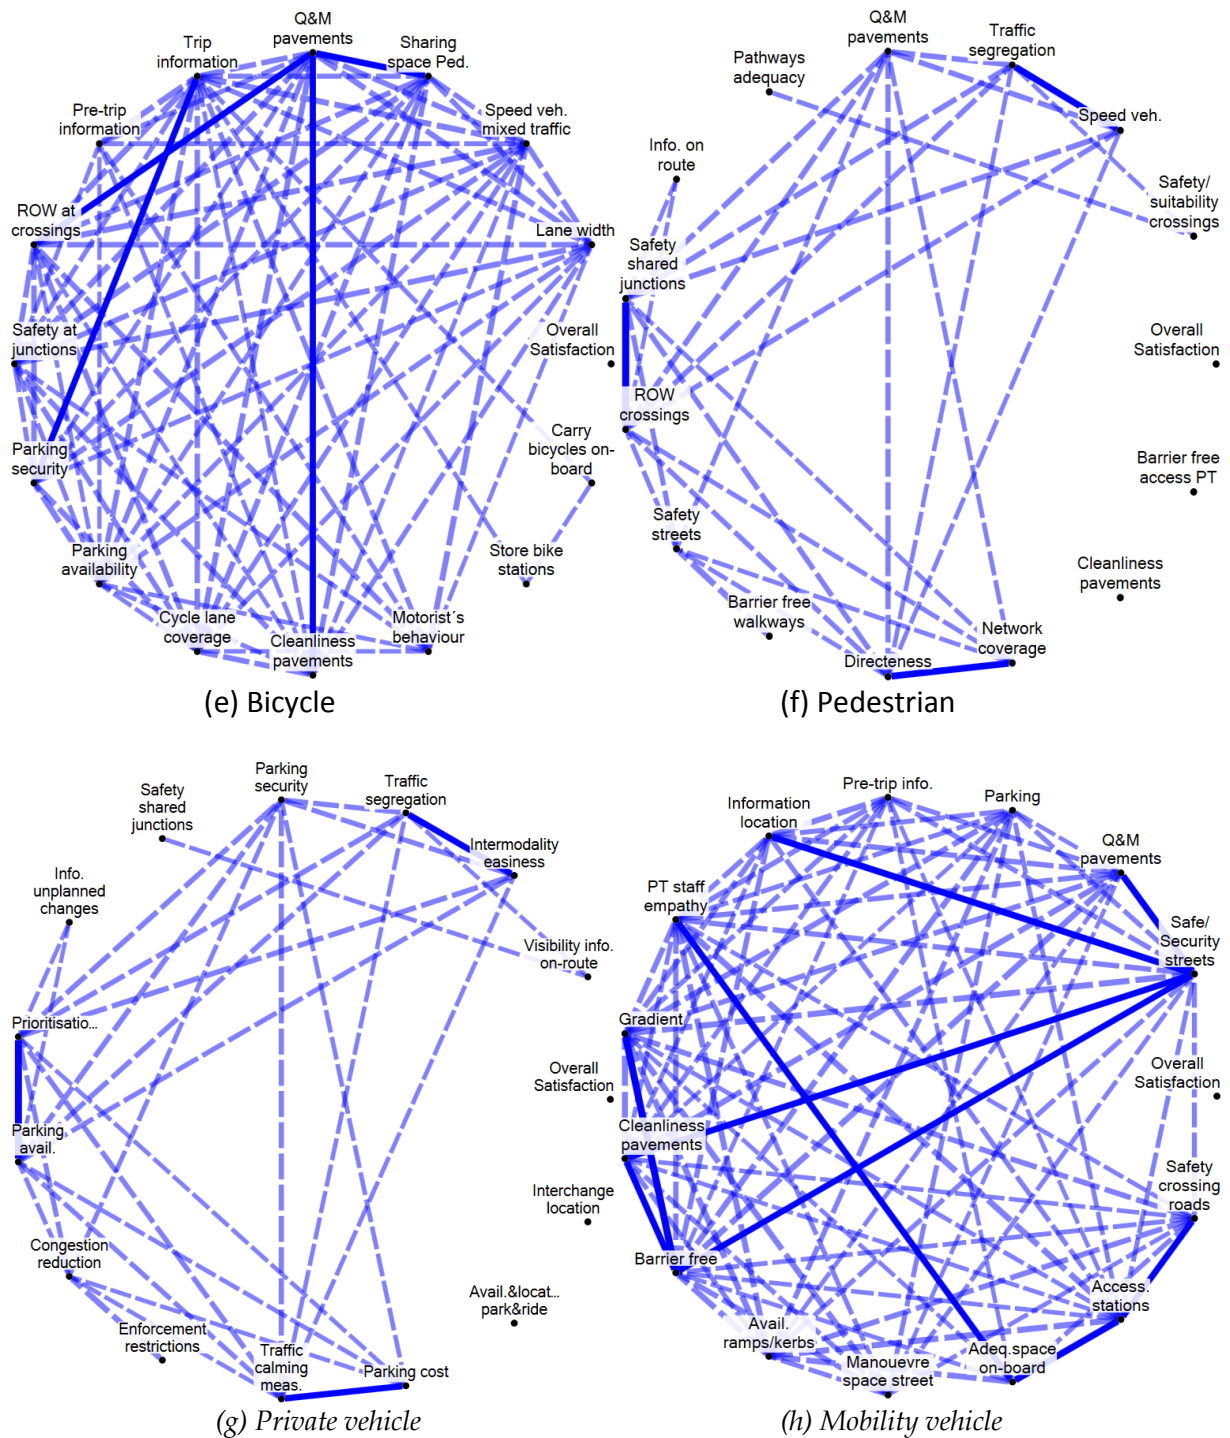 Q&M
pavements
Trip
information
Sharing
space Ped.
Pre-trip
information
Speed veh.
mixed traffic
ROW at
crossings
Lane width
Safety at
junctions
Overall
Satisfaction
Parking
security
Carry
bicycles on-
board
Parking
availability
Store bike
stations
Cycle lane
coverage
Cleanliness
pavements
Motorist´s
behaviour
(e) Bicycle
Q&M
pavements
Traffic
segregation
Pathways
adequacy
Speed veh.
Info. on
route
Safety/
suitability
crossings
Safety
shared
junctions
Overall
Satisfaction
ROW
crossings
Barrier free
access PT
Safety
streets
Cleanliness
pavements
Barrier free
walkways
Directeness
Network
coverage
(f) Pedestrian
Parking
security
Traffic
segregation
Safety
shared
junctions
Intermodality
easiness
Info.
unplanned
changes
Visibility info.
on-route
Prioritisatio...
Overall
Satisfaction
Parking
avail.
Interchange
location
Congestion
reduction
Avail.&locat...
park&ride
Enforcement
restrictions
Traffic
calming
meas.
Parking cost
(g) Private vehicle
Pre-trip info.
Parking
Information
location
Q&M
pavements
PT staff
empathy
Safe/
Security
streets
Gradient
Overall
Satisfaction
Cleanliness
pavements
Safety
crossing
roads
Barrier free
Access.
stations
Avail.
ramps/kerbs
Manouevre
space street
Adeq.space
on-board
(h) Mobility vehicle